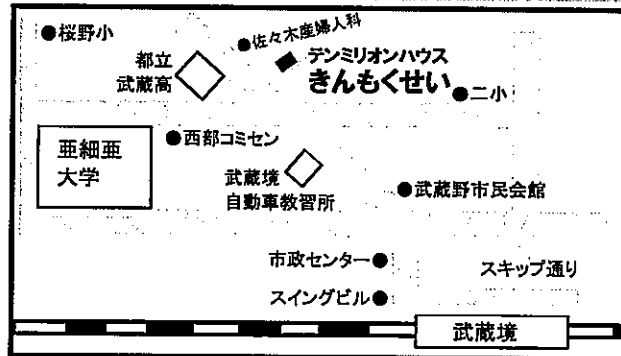 ●桜野小
都立
武蔵高
●佐々木産婦人科
テンミリオンハウス
きんもくせい
●二小
亜細亜
大学
●西部コミセン
武蔵境
自動車教習所
●武蔵野市民会館
市政センター●
スキップ通り
スイングビル●
武蔵境